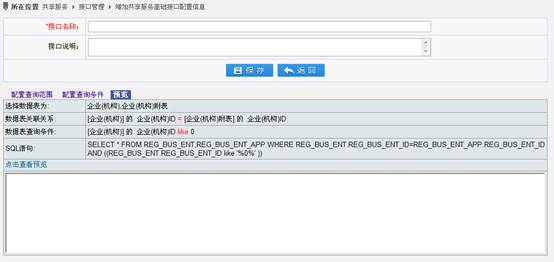 所在位置 共享服务 › 接口管理 › 增加共享服务基础接口配置信息
*接口名称:
接口说明:
保 存 返 回
配置查询范围 配置查询条件 预览
选择数据表为: 企业(机构),企业(机构)附表
数据表关联关系: [企业(机构)] 的 企业(机构)ID = [企业(机构)附表] 的 企业(机构)ID
数据表查询条件: [企业(机构)] 的 企业(机构)ID like 0
SQL语句: SELECT * FROM REG_BUS_ENT,REG_BUS_ENT_APP WHERE REG_BUS_ENT.REG_BUS_ENT_ID=REG_BUS_ENT_APP.REG_BUS_ENT_ID
AND ((REG_BUS_ENT.REG_BUS_ENT_ID like '%0%' ))
点击查看预览